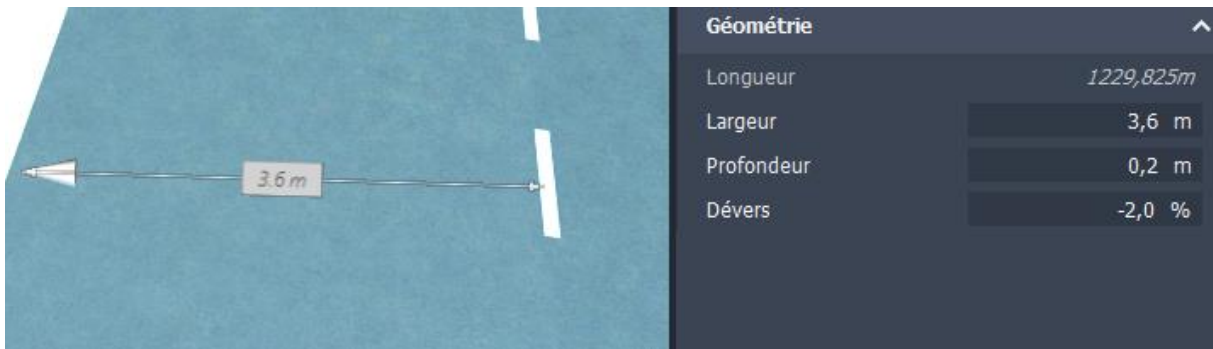 3.6 m
Géométrie
Longueur 1229,825m
Largeur 3,6 m
Profondeur 0,2 m
Dévers -2,0 %